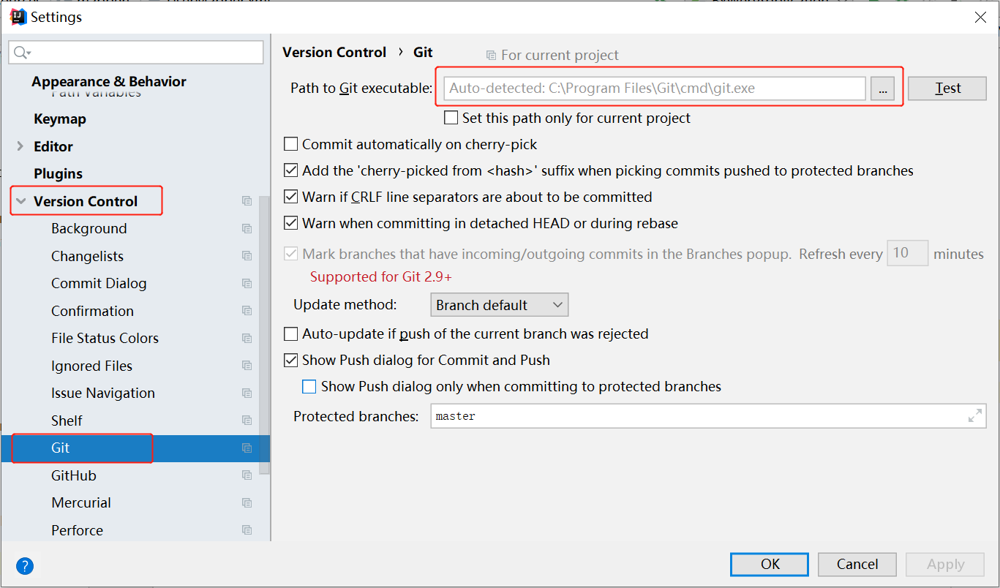 Settings
Appearance & Behavior
Path Variables
Keymap
Editor
Plugins
Version Control
Background
Changelists
Commit Dialog
Confirmation
File Status Colors
Ignored Files
Issue Navigation
Shelf
Git
GitHub
Mercurial
Perforce
Version Control › Git
For current project
Path to Git executable: Auto-detected: C:\Program Files\Git\cmd\git.exe ... Test
Set this path only for current project
Commit automatically on cherry-pick
Add the 'cherry-picked from <hash>' suffix when picking commits pushed to protected branches
Warn if CRLF line separators are about to be committed
Warn when committing in detached HEAD or during rebase
Mark branches that have incoming/outgoing commits in the Branches popup. Refresh every 10 minutes
Supported for Git 2.9+
Update method: Branch default
Auto-update if push of the current branch was rejected
Show Push dialog for Commit and Push
Show Push dialog only when committing to protected branches
Protected branches: master
? OK Cancel Apply